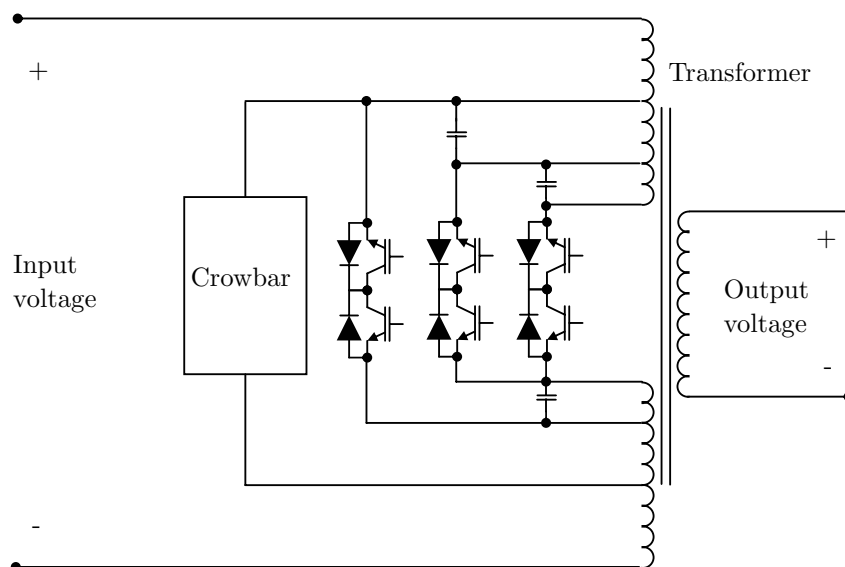 +
Transformer
Crowbar
Input
voltage
+
Output
voltage
-
-